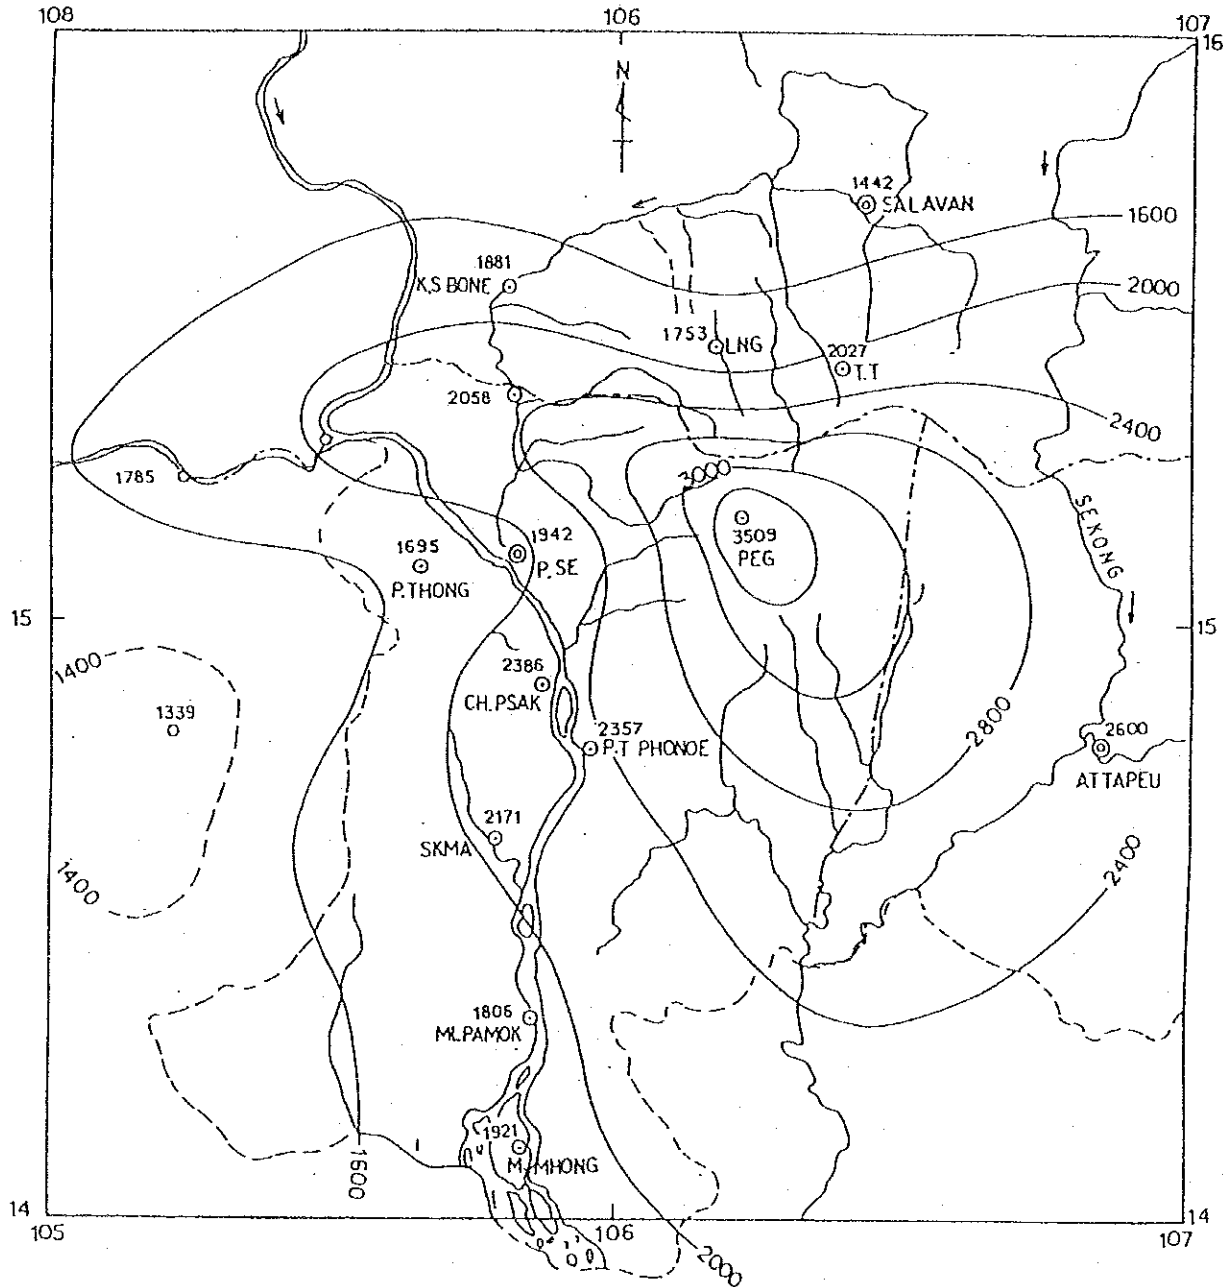 108
106
107
16
N
1442
SALAVAN
1600
1881
K.S BONE
2000
1753
LNG
2027
T.T
2058
2400
3000
1785
SEKONG
1942
P. SE
3509
PEG
1695
P.THONG
15
15
1400
2386
CH.PSAK
1339
2357
P.T PHONOE
2800
2600
ATTAPEU
2171
SKMA
1400
2400
1806
ML.PAMOK
1921
M. MHONG
1600
14
14
105
106
107
2000